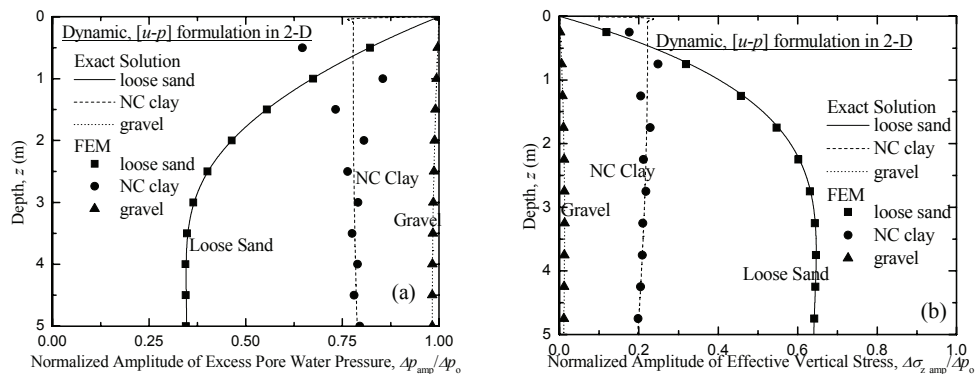 0
1
2
3
4
5
Depth, z (m)
Dynamic, [u-p] formulation in 2-D
Exact Solution
loose sand
NC clay
gravel
FEM
loose sand
NC clay
gravel
NC Clay
Gravel
Loose Sand
(a)
0.00
0.25
0.50
0.75
1.00
Normalized Amplitude of Excess Pore Water Pressure, Δp_amp/Δp_o
0
1
2
3
4
5
Depth, z (m)
Dynamic, [u-p] formulation in 2-D
Exact Solution
loose sand
NC clay
gravel
FEM
loose sand
NC clay
gravel
NC Clay
Gravel
Loose Sand
(b)
0.0
0.2
0.4
0.6
0.8
1.0
Normalized Amplitude of Effective Vertical Stress, Δσ_z amp/Δp_o